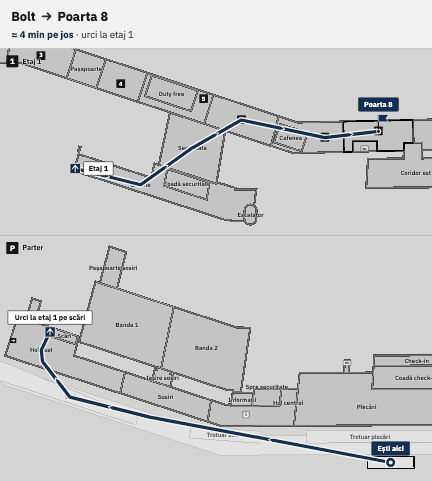 Bolt → Poarta 8
≈ 4 min pe jos · urci la etaj 1
1 Etaj 1
3
Pașapoarte
4
Duty free
5
Poarta 8
Cafenea
Coridor est
Etaj 1
Coadă securitate
Escalator
P Parter
Pașapoarte sosiri
Urci la etaj 1 pe scări
Scări
Banda 1
Banda 2
Ieșire sosiri
Sosiri
Informații
Spre securitate
Hol central
Check-in
Coadă check-
Plecări
Trotuar plecări
Ești aici